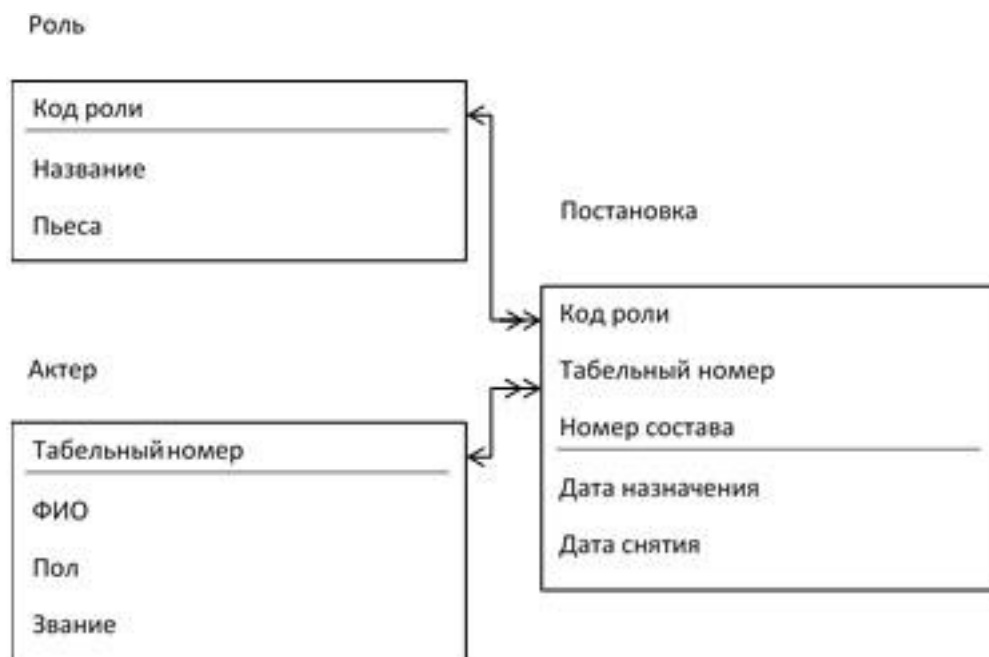 Роль
Код роли
Название
Пьеса
Актер
Табельный номер
ФИО
Пол
Звание
Постановка
Код роли
Табельный номер
Номер состава
Дата назначения
Дата снятия